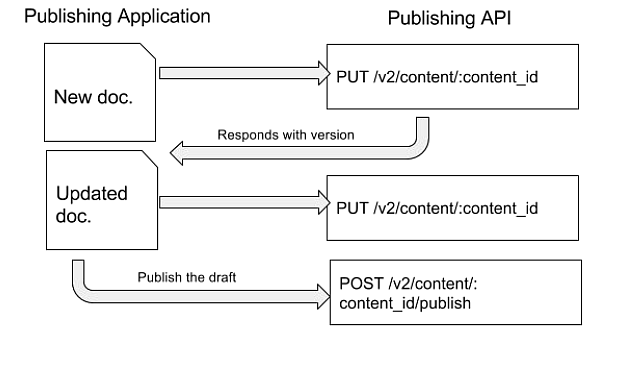 Publishing Application
Publishing API
New doc.
PUT /v2/content/:content_id
Responds with version
Updated
doc.
PUT /v2/content/:content_id
Publish the draft
POST /v2/content/:
content_id/publish